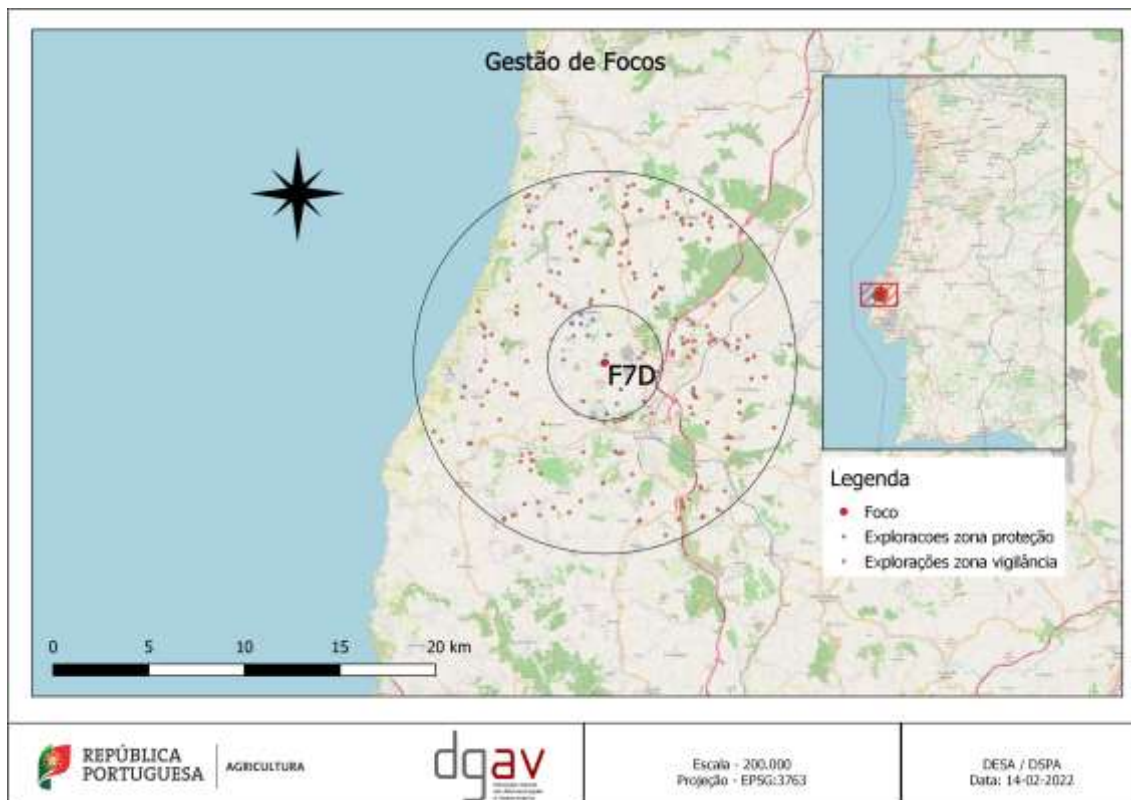 Gestão de Focos
F7D
Legenda
Foco
Exploracoes zona proteção
Explorações zona vigilância
0 5 10 15 20 km
REPÚBLICA
PORTUGUESA
AGRICULTURA
dgav
Escala - 200.000
Projeção - EPSG:3763
DESA / DSPA
Data: 14-02-2022